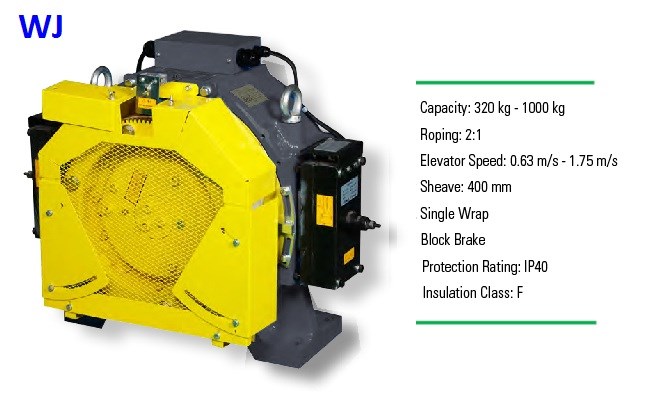 WJ
Capacity: 320 kg - 1000 kg
Roping: 2:1
Elevator Speed: 0.63 m/s - 1.75 m/s
Sheave: 400 mm
Single Wrap
Block Brake
Protection Rating: IP40
Insulation Class: F